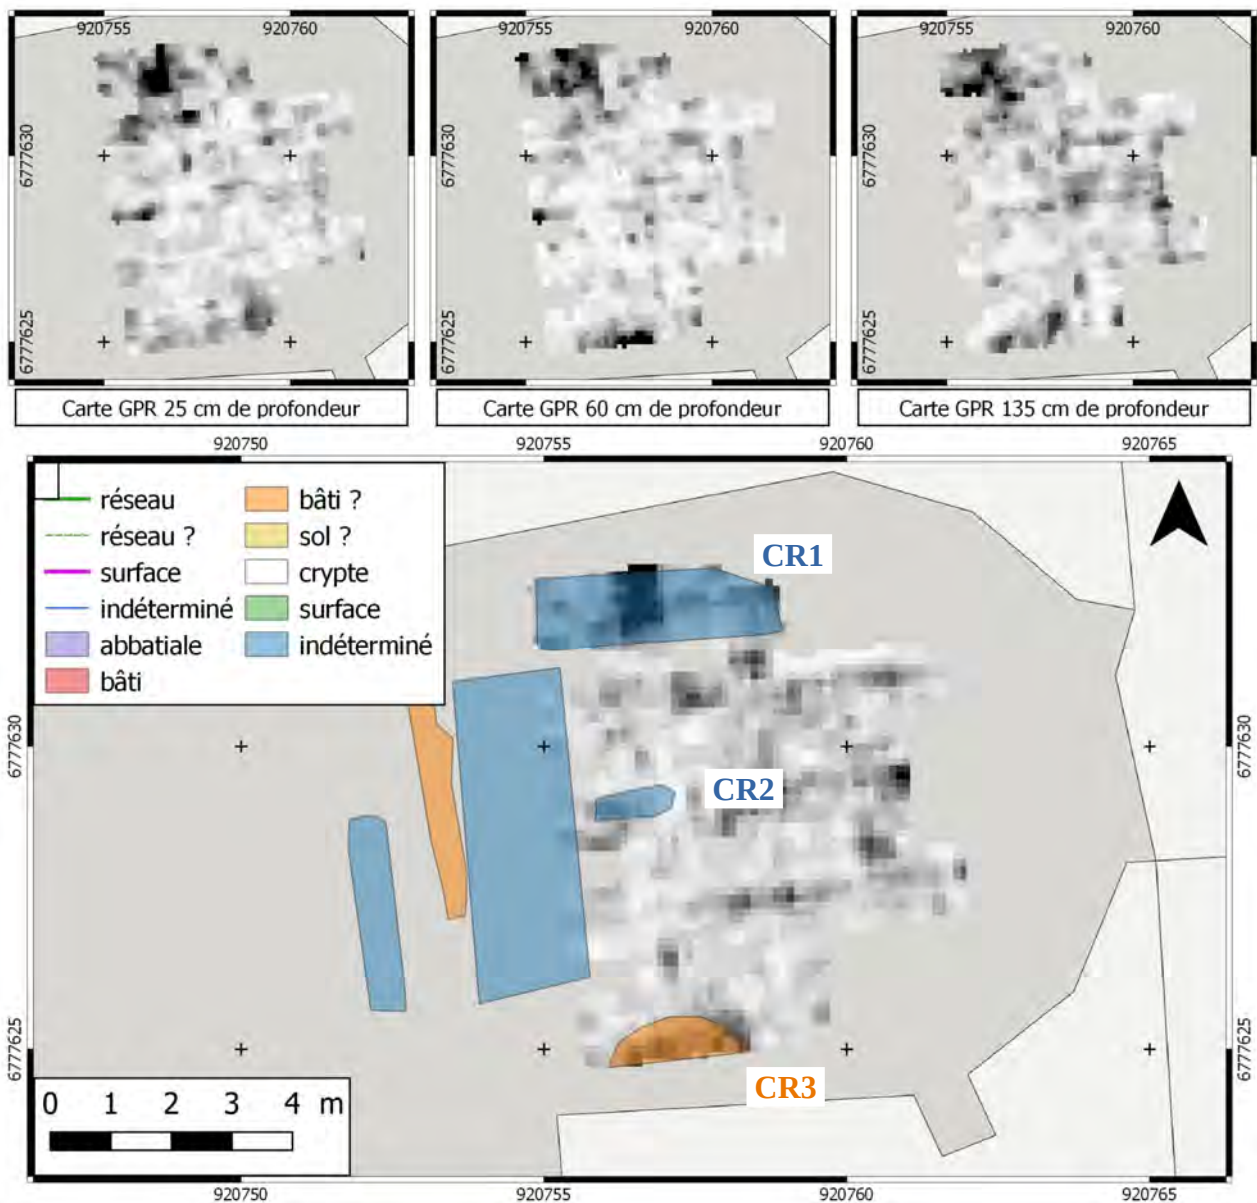 920755 920760
920755 920760
920755 920760
6777630
6777625
6777630
6777625
6777630
6777625
Carte GPR 25 cm de profondeur
Carte GPR 60 cm de profondeur
Carte GPR 135 cm de profondeur
920750 920755 920760 920765
réseau
réseau ?
surface
indéterminé
abbatiale
bâti
bâti ?
sol ?
crypte
surface
indéterminé
CR1
CR2
CR3
6777630
6777625
6777630
6777625
0 1 2 3 4 m
920750 920755 920760 920765